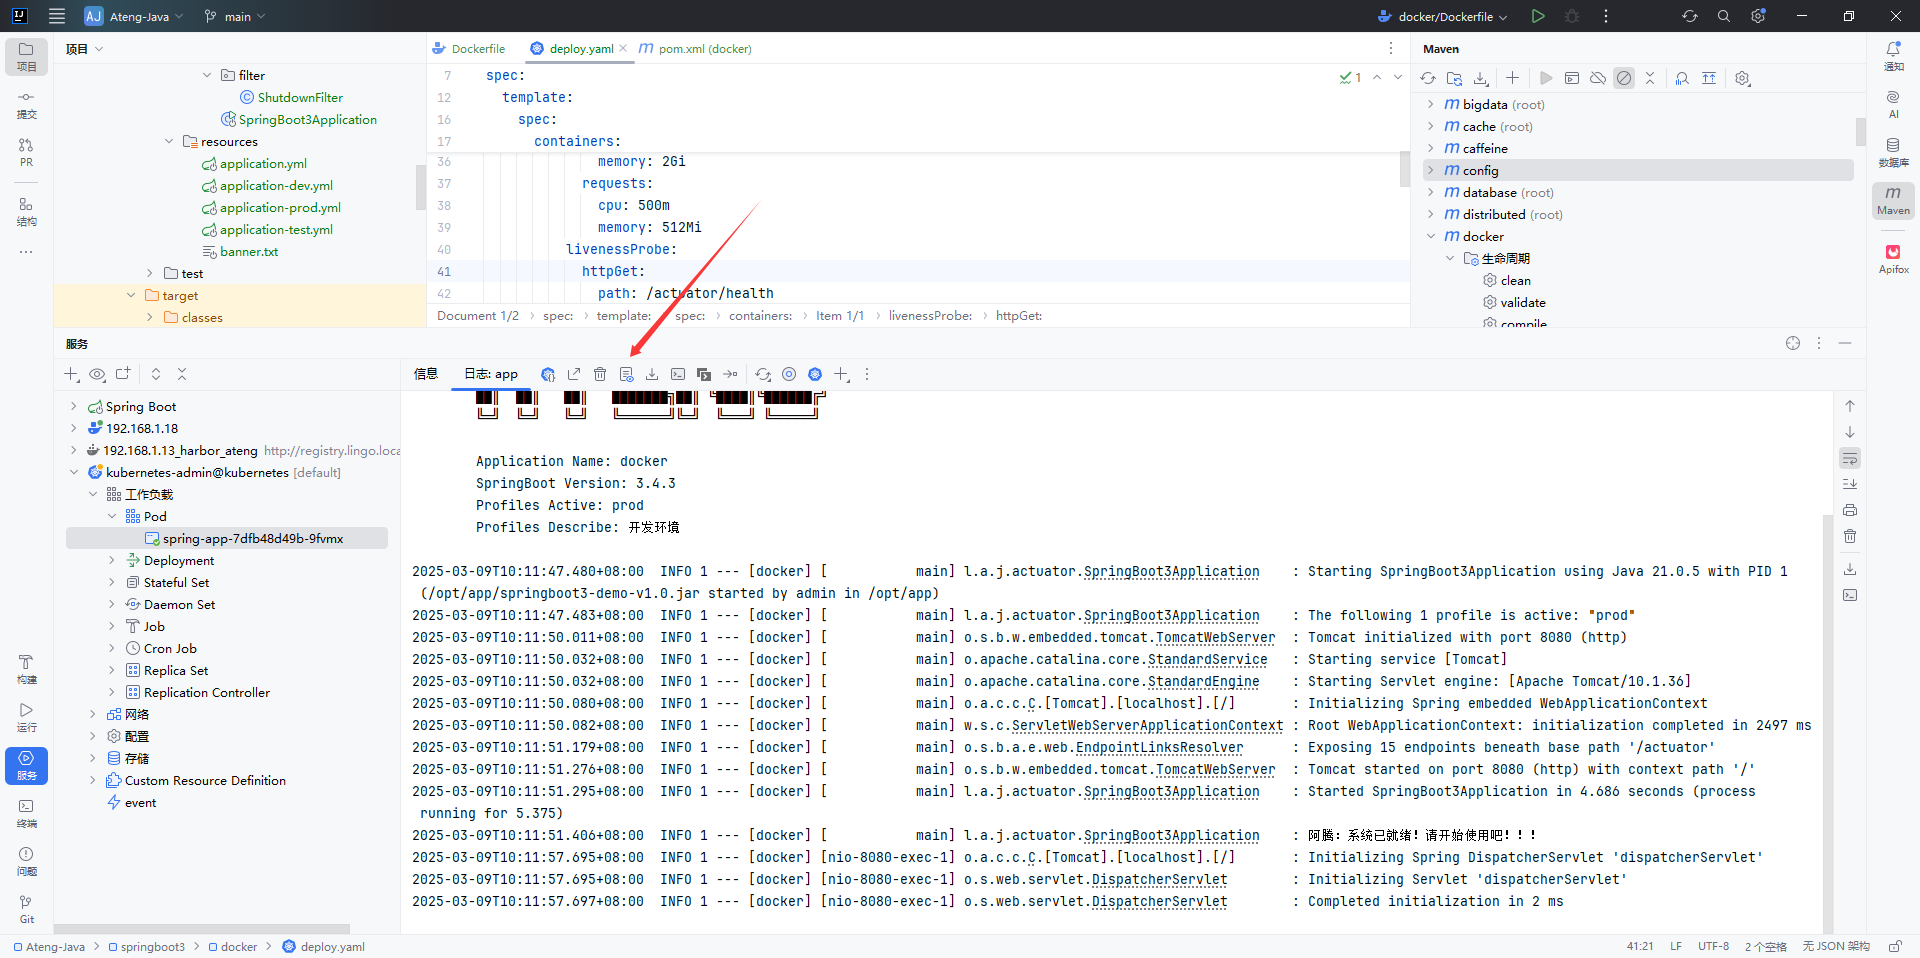 AJ Ateng-Java main docker/Dockerfile
项目
提交
PR
结构
项目
filter
ShutdownFilter
SpringBoot3Application
resources
application.yml
application-dev.yml
application-prod.yml
application-test.yml
banner.txt
test
target
classes
Dockerfile deploy.yaml pom.xml (docker)
7 spec:
12 template:
16 spec:
17 containers:
36 memory: 2Gi
37 requests:
38 cpu: 500m
39 memory: 512Mi
40 livenessProbe:
41 httpGet:
42 path: /actuator/health
1
Document 1/2 spec: template: spec: containers: Item 1/1 livenessProbe: httpGet:
Maven
bigdata (root)
cache (root)
caffeine
config
database (root)
distributed (root)
docker
生命周期
clean
validate
compile
通知
AI
数据库
Maven
Apifox
服务
Spring Boot
192.168.1.18
192.168.1.13_harbor_ateng http://registry.lingo.loca
kubernetes-admin@kubernetes [default]
工作负载
Pod
spring-app-7dfb48d49b-9fvmx
Deployment
Stateful Set
Daemon Set
Job
Cron Job
Replica Set
Replication Controller
网络
配置
存储
Custom Resource Definition
event
构建
运行
服务
终端
问题
Git
信息 日志: app
Application Name: docker
SpringBoot Version: 3.4.3
Profiles Active: prod
Profiles Describe: 开发环境
2025-03-09T10:11:47.480+08:00 INFO 1 --- [docker] [ main] l.a.j.actuator.SpringBoot3Application : Starting SpringBoot3Application using Java 21.0.5 with PID 1
(/opt/app/springboot3-demo-v1.0.jar started by admin in /opt/app)
2025-03-09T10:11:47.483+08:00 INFO 1 --- [docker] [ main] l.a.j.actuator.SpringBoot3Application : The following 1 profile is active: "prod"
2025-03-09T10:11:50.011+08:00 INFO 1 --- [docker] [ main] o.s.b.w.embedded.tomcat.TomcatWebServer : Tomcat initialized with port 8080 (http)
2025-03-09T10:11:50.032+08:00 INFO 1 --- [docker] [ main] o.apache.catalina.core.StandardService : Starting service [Tomcat]
2025-03-09T10:11:50.032+08:00 INFO 1 --- [docker] [ main] o.apache.catalina.core.StandardEngine : Starting Servlet engine: [Apache Tomcat/10.1.36]
2025-03-09T10:11:50.080+08:00 INFO 1 --- [docker] [ main] o.a.c.c.C.[Tomcat].[localhost].[/] : Initializing Spring embedded WebApplicationContext
2025-03-09T10:11:50.082+08:00 INFO 1 --- [docker] [ main] w.s.c.ServletWebServerApplicationContext : Root WebApplicationContext: initialization completed in 2497 ms
2025-03-09T10:11:51.179+08:00 INFO 1 --- [docker] [ main] o.s.b.a.e.web.EndpointLinksResolver : Exposing 15 endpoints beneath base path '/actuator'
2025-03-09T10:11:51.276+08:00 INFO 1 --- [docker] [ main] o.s.b.w.embedded.tomcat.TomcatWebServer : Tomcat started on port 8080 (http) with context path '/'
2025-03-09T10:11:51.295+08:00 INFO 1 --- [docker] [ main] l.a.j.actuator.SpringBoot3Application : Started SpringBoot3Application in 4.686 seconds (process
running for 5.375)
2025-03-09T10:11:51.406+08:00 INFO 1 --- [docker] [ main] l.a.j.actuator.SpringBoot3Application : 阿腾：系统已就绪！请开始使用吧！！！
2025-03-09T10:11:57.695+08:00 INFO 1 --- [docker] [nio-8080-exec-1] o.a.c.c.C.[Tomcat].[localhost].[/] : Initializing Spring DispatcherServlet 'dispatcherServlet'
2025-03-09T10:11:57.695+08:00 INFO 1 --- [docker] [nio-8080-exec-1] o.s.web.servlet.DispatcherServlet : Initializing Servlet 'dispatcherServlet'
2025-03-09T10:11:57.697+08:00 INFO 1 --- [docker] [nio-8080-exec-1] o.s.web.servlet.DispatcherServlet : Completed initialization in 2 ms
Ateng-Java springboot3 docker deploy.yaml 41:21 LF UTF-8 2 个空格 无 JSON 架构